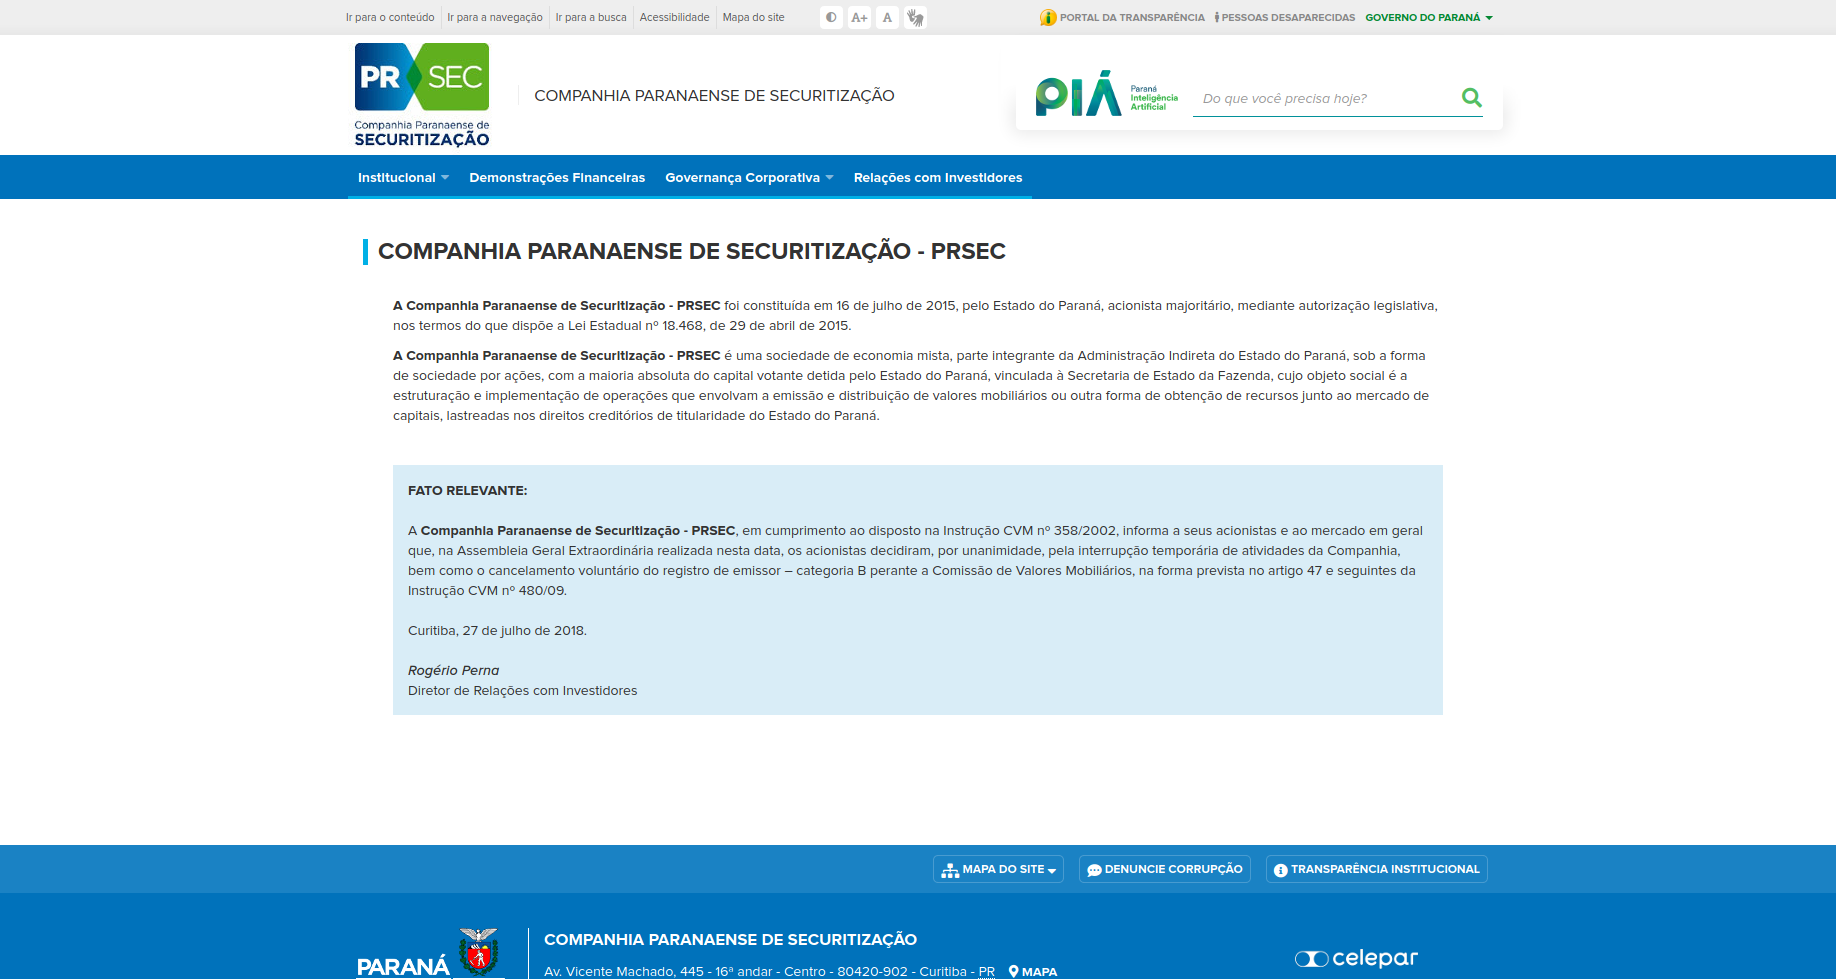 Ir para o conteúdo Ir para a navegação Ir para a busca Acessibilidade Mapa do site A+ A PORTAL DA TRANSPARÊNCIA PESSOAS DESAPARECIDAS GOVERNO DO PARANÁ
PR SEC
Companhia Paranaense de
SECURITIZAÇÃO
COMPANHIA PARANAENSE DE SECURITIZAÇÃO
PIÁ
Paraná
Inteligência
Artificial
Do que você precisa hoje?
Institucional Demonstrações Financeiras Governança Corporativa Relações com Investidores
COMPANHIA PARANAENSE DE SECURITIZAÇÃO - PRSEC
A Companhia Paranaense de Securitização - PRSEC foi constituída em 16 de julho de 2015, pelo Estado do Paraná, acionista majoritário, mediante autorização legislativa,
nos termos do que dispõe a Lei Estadual nº 18.468, de 29 de abril de 2015.
A Companhia Paranaense de Securitização - PRSEC é uma sociedade de economia mista, parte integrante da Administração Indireta do Estado do Paraná, sob a forma
de sociedade por ações, com a maioria absoluta do capital votante detida pelo Estado do Paraná, vinculada à Secretaria de Estado da Fazenda, cujo objeto social é a
estruturação e implementação de operações que envolvam a emissão e distribuição de valores mobiliários ou outra forma de obtenção de recursos junto ao mercado de
capitais, lastreadas nos direitos creditórios de titularidade do Estado do Paraná.
FATO RELEVANTE:
A Companhia Paranaense de Securitização - PRSEC, em cumprimento ao disposto na Instrução CVM nº 358/2002, informa a seus acionistas e ao mercado em geral
que, na Assembleia Geral Extraordinária realizada nesta data, os acionistas decidiram, por unanimidade, pela interrupção temporária de atividades da Companhia,
bem como o cancelamento voluntário do registro de emissor – categoria B perante a Comissão de Valores Mobiliários, na forma prevista no artigo 47 e seguintes da
Instrução CVM nº 480/09.
Curitiba, 27 de julho de 2018.
Rogério Perna
Diretor de Relações com Investidores
MAPA DO SITE DENUNCIE CORRUPÇÃO TRANSPARÊNCIA INSTITUCIONAL
PARANÁ
COMPANHIA PARANAENSE DE SECURITIZAÇÃO
Av. Vicente Machado, 445 - 16ª andar - Centro - 80420-902 - Curitiba - PR MAPA
celepar